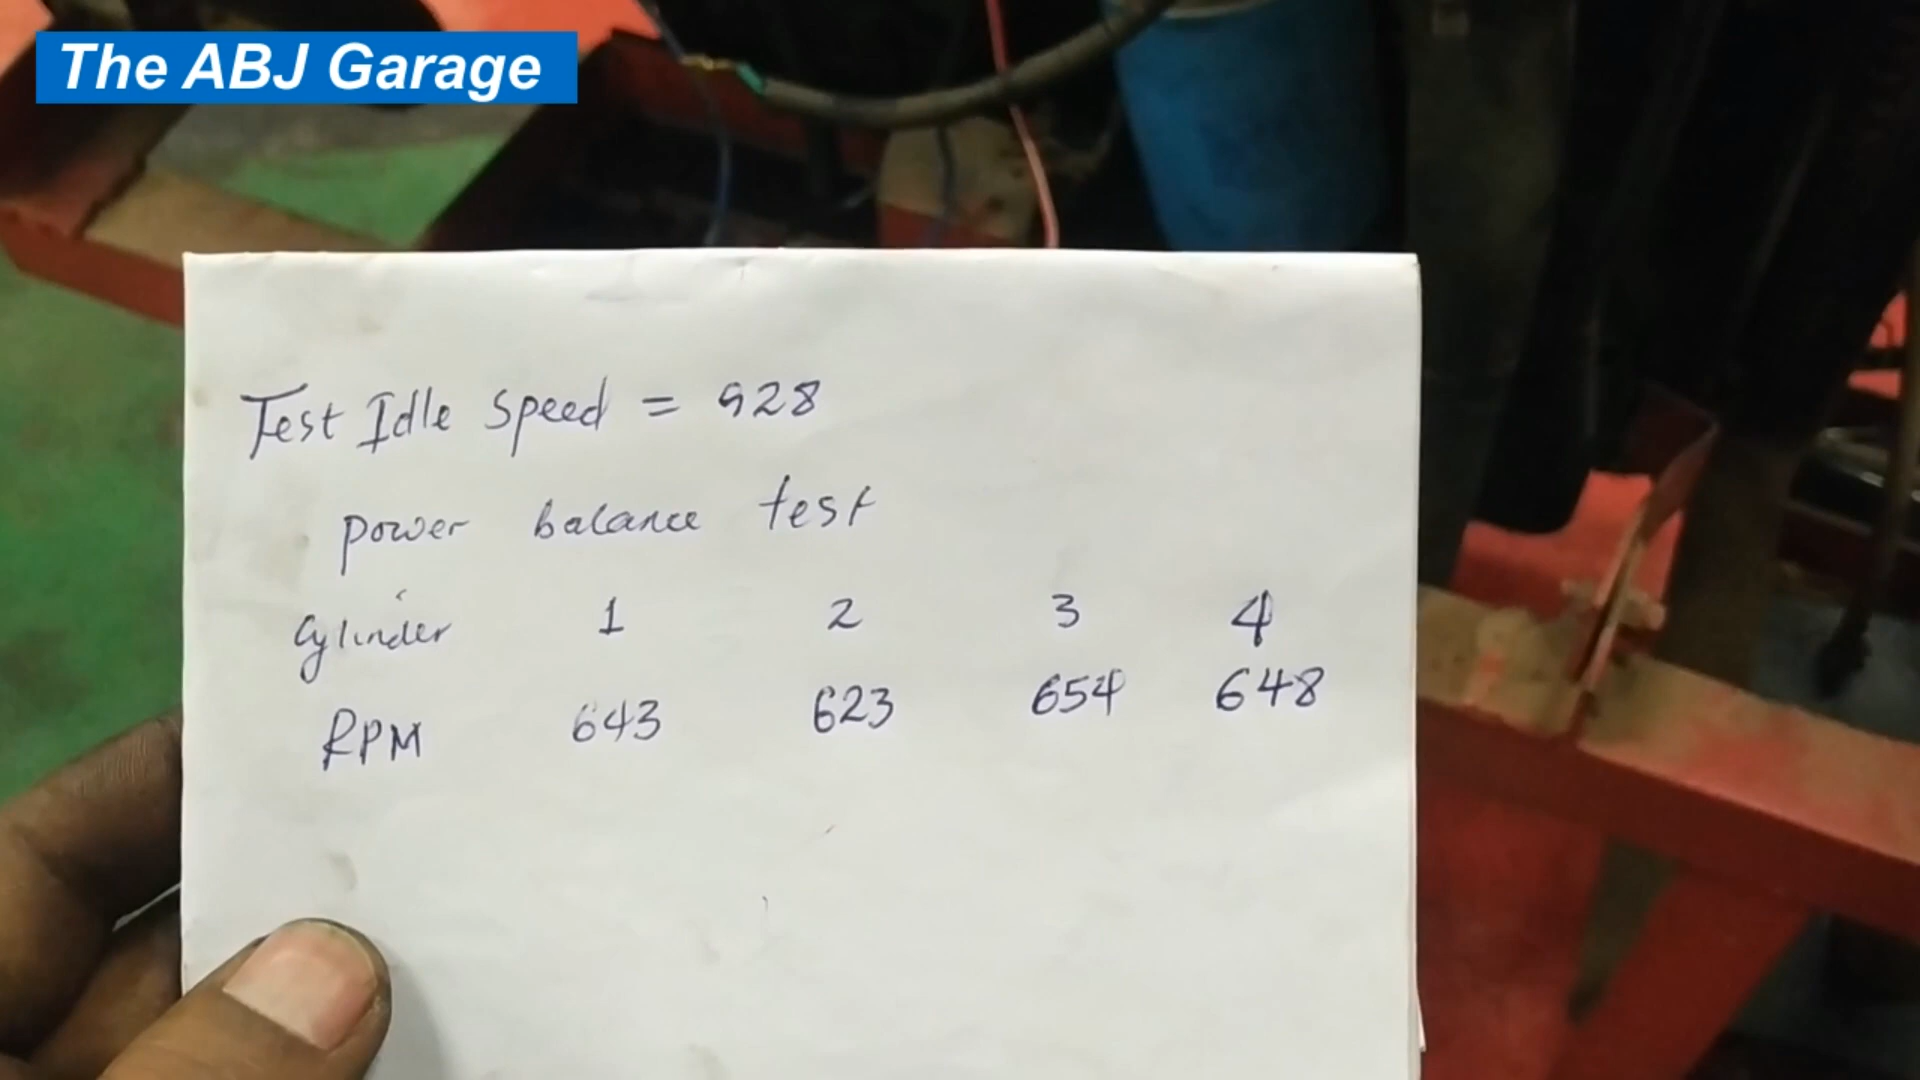 The ABJ Garage
Test Idle Speed = 928
power balance test
Cylinder 1 2 3 4
RPM 643 623 654 648